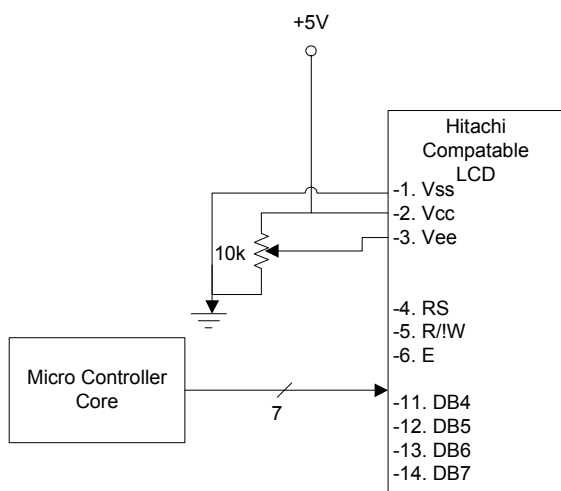 +5V
Hitachi
Compatable
LCD
-1. Vss
-2. Vcc
-3. Vee
10k
-4. RS
-5. R/!W
-6. E
Micro Controller
Core
7
-11. DB4
-12. DB5
-13. DB6
-14. DB7